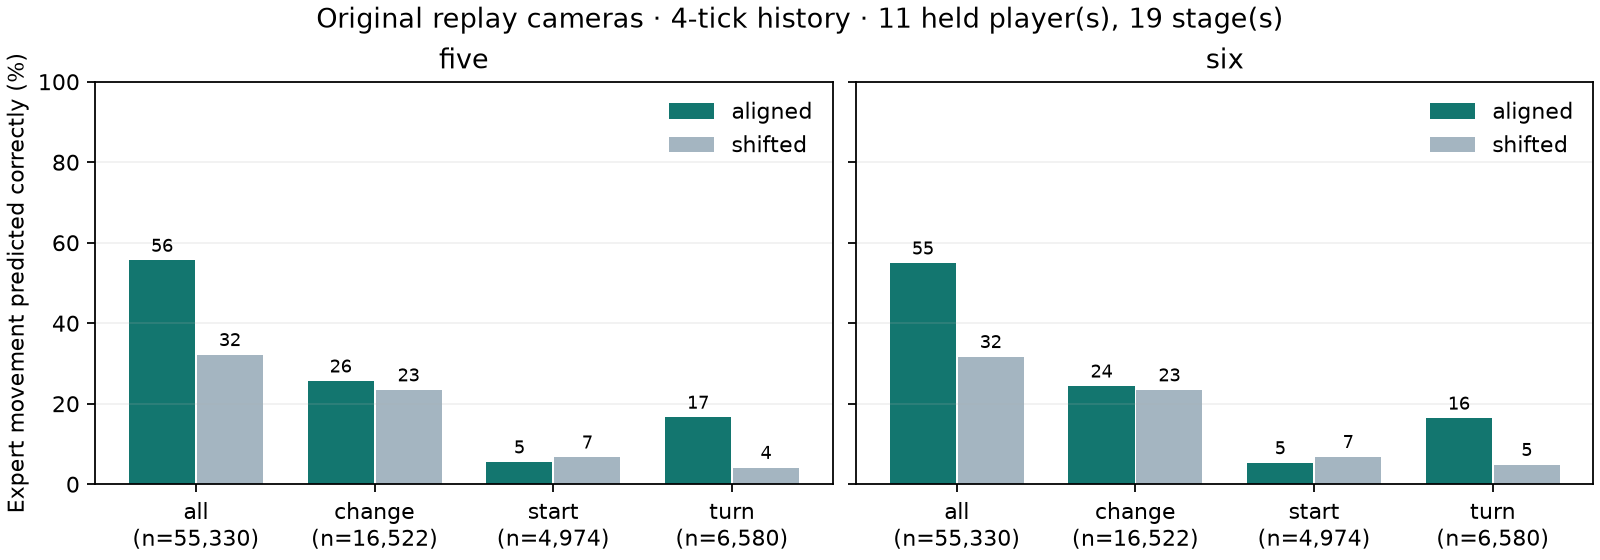 Original replay cameras · 4-tick history · 11 held player(s), 19 stage(s)
five
Expert movement predicted correctly (%)
100
80
60
40
20
0
aligned
shifted
56
32
26
23
5
7
17
4
all
(n=55,330)
change
(n=16,522)
start
(n=4,974)
turn
(n=6,580)
six
aligned
shifted
55
32
24
23
5
7
16
5
all
(n=55,330)
change
(n=16,522)
start
(n=4,974)
turn
(n=6,580)